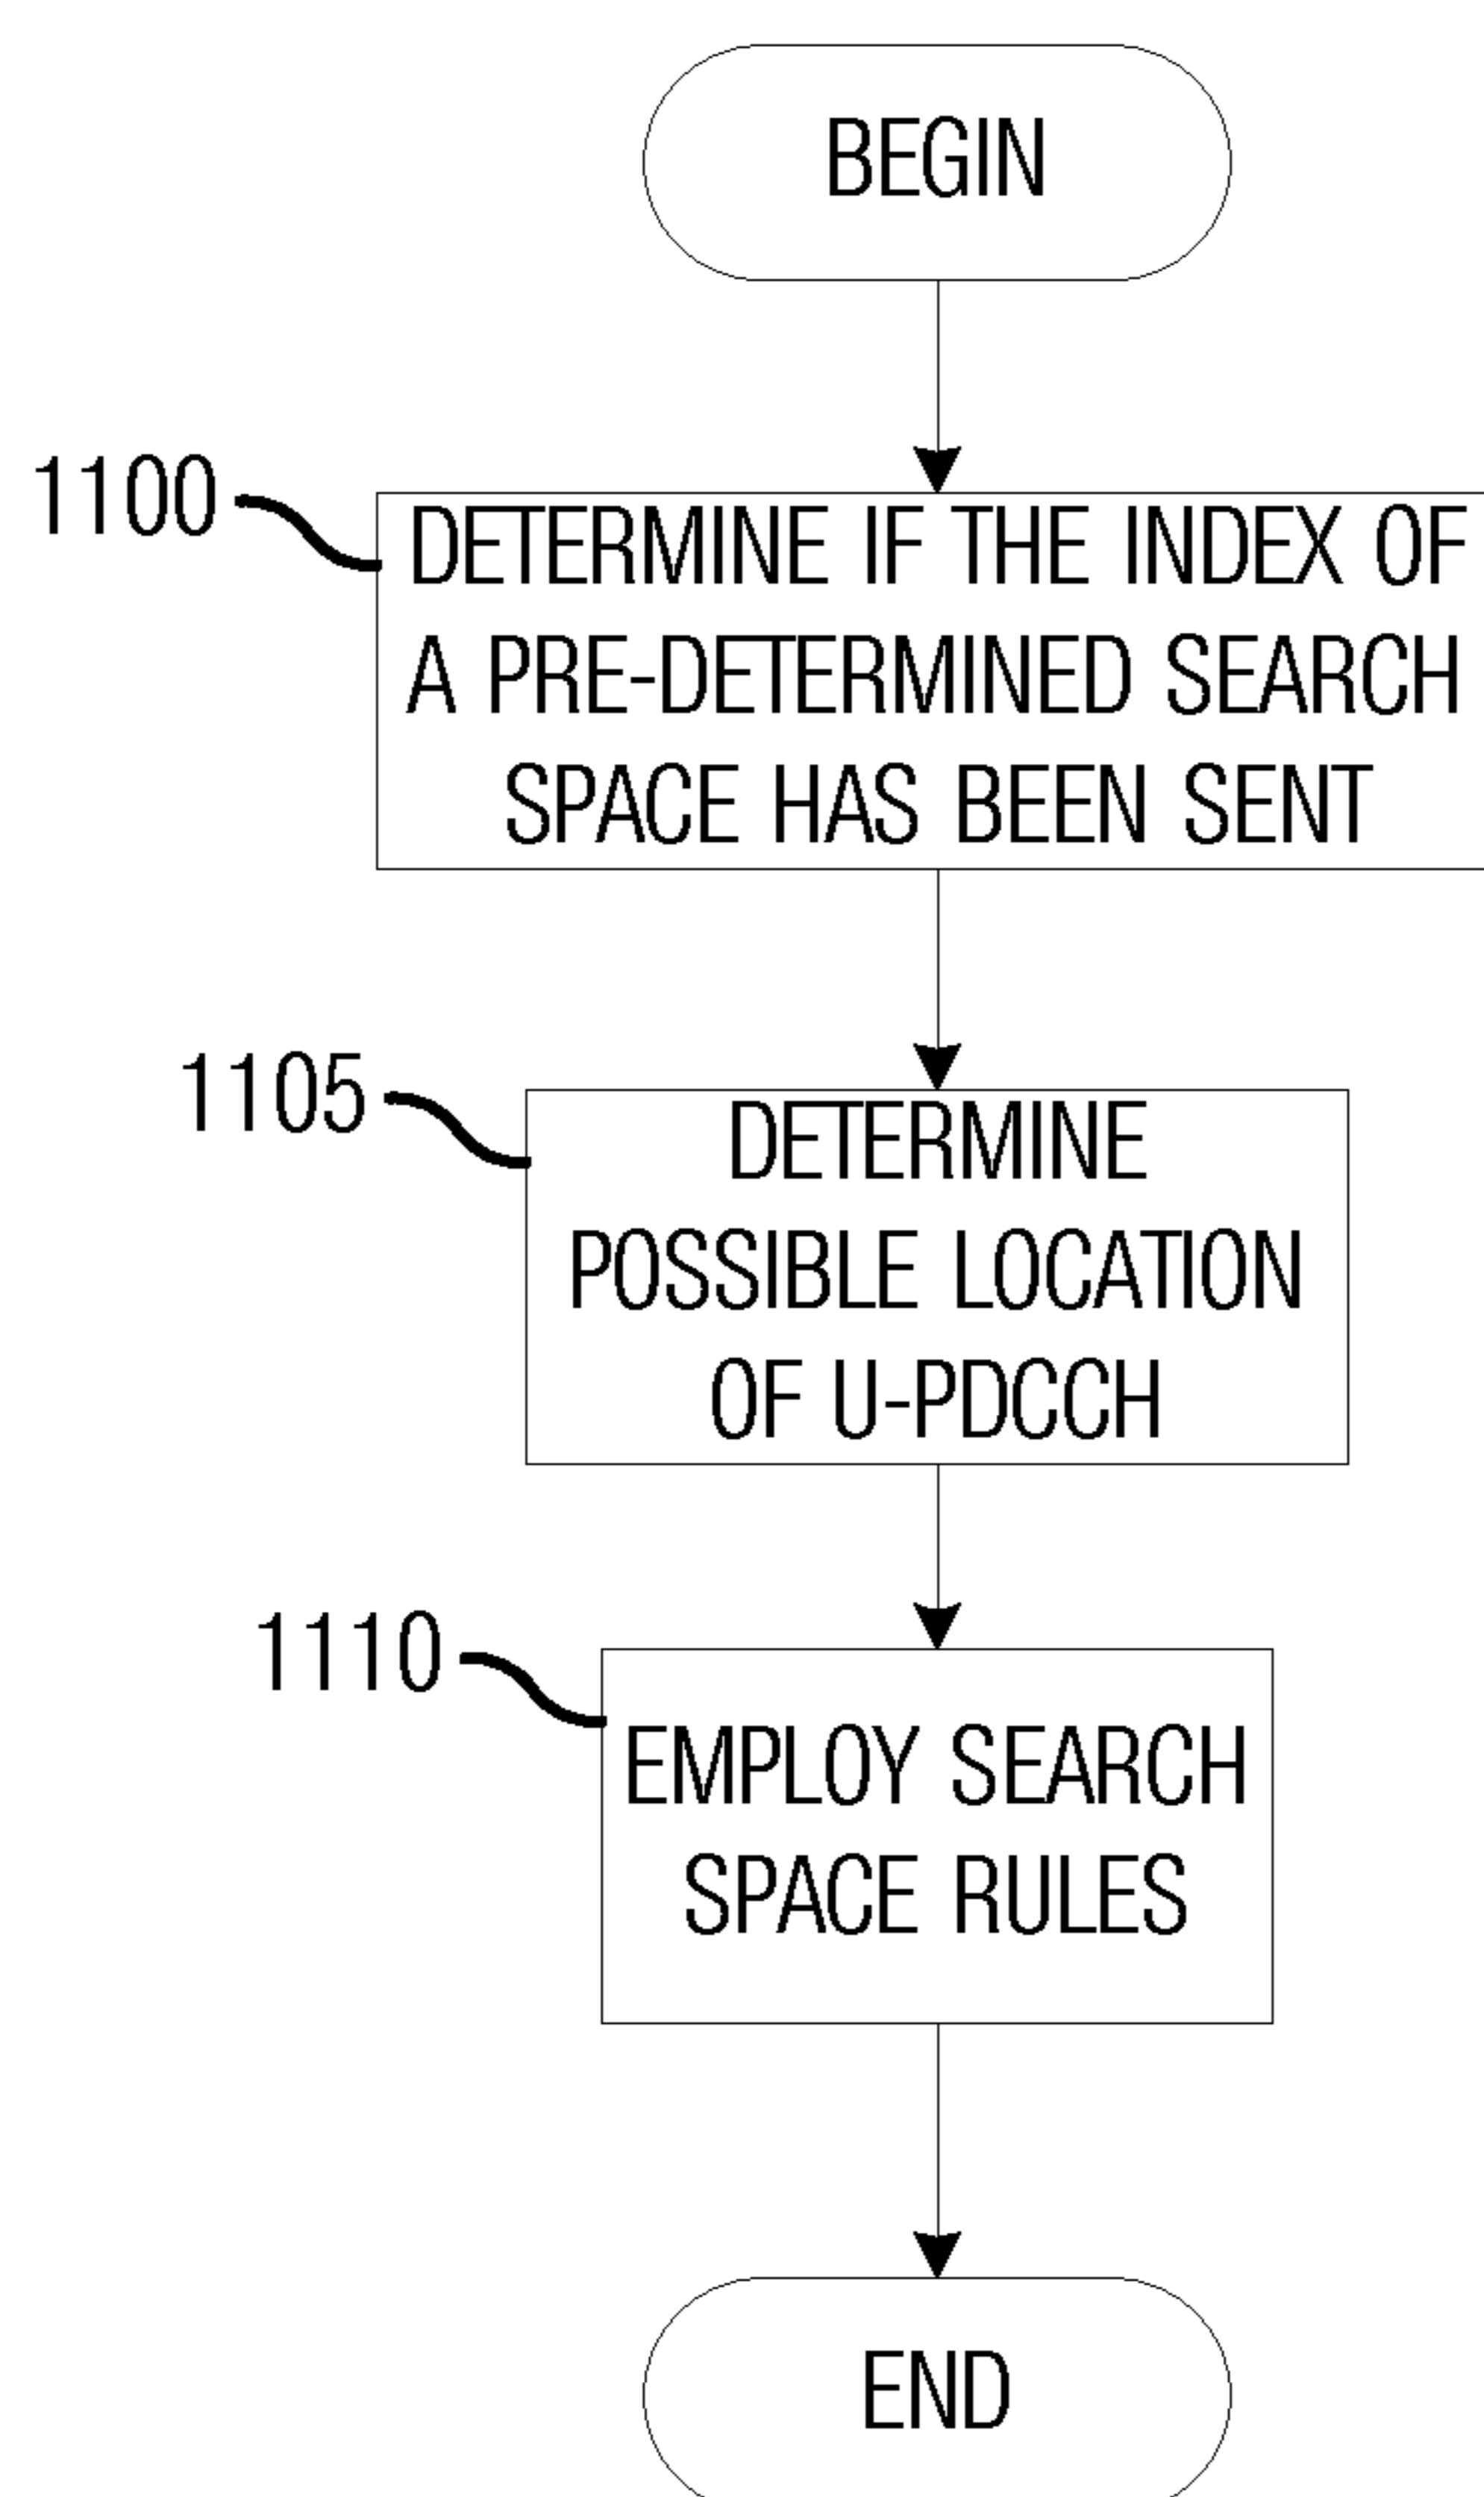 BEGIN
1100
DETERMINE IF THE INDEX OF
A PRE-DETERMINED SEARCH
SPACE HAS BEEN SENT
1105
DETERMINE
POSSIBLE LOCATION
OF U-PDCCH
1110
EMPLOY SEARCH
SPACE RULES
END